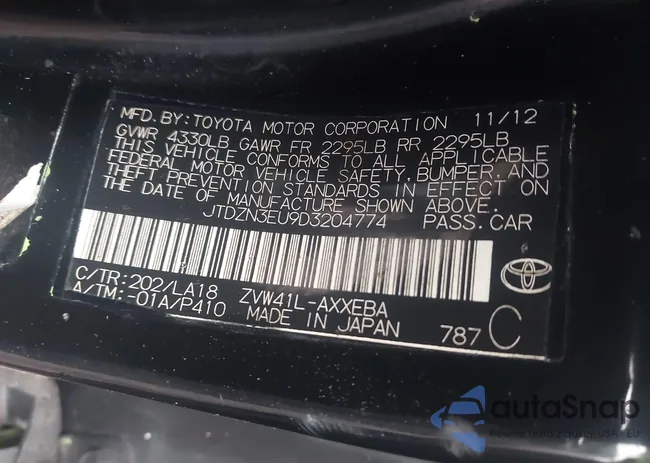 MFD. BY: TOYOTA MOTOR CORPORATION 11/12
GVWR 4330LB GAWR FR 2295LB RR 2295LB
THIS VEHICLE CONFORMS TO ALL APPLICABLE
FEDERAL MOTOR VEHICLE SAFETY, BUMPER, AND
THEFT PREVENTION STANDARDS IN EFFECT ON
THE DATE OF MANUFACTURE SHOWN ABOVE.
JTDZN3EU9D3204774 PASS. CAR
C/TR: 202/LA18 ZVW41L-AXXEBA
A/TM: -01A/P410 MADE IN JAPAN 787 C
autoSnap